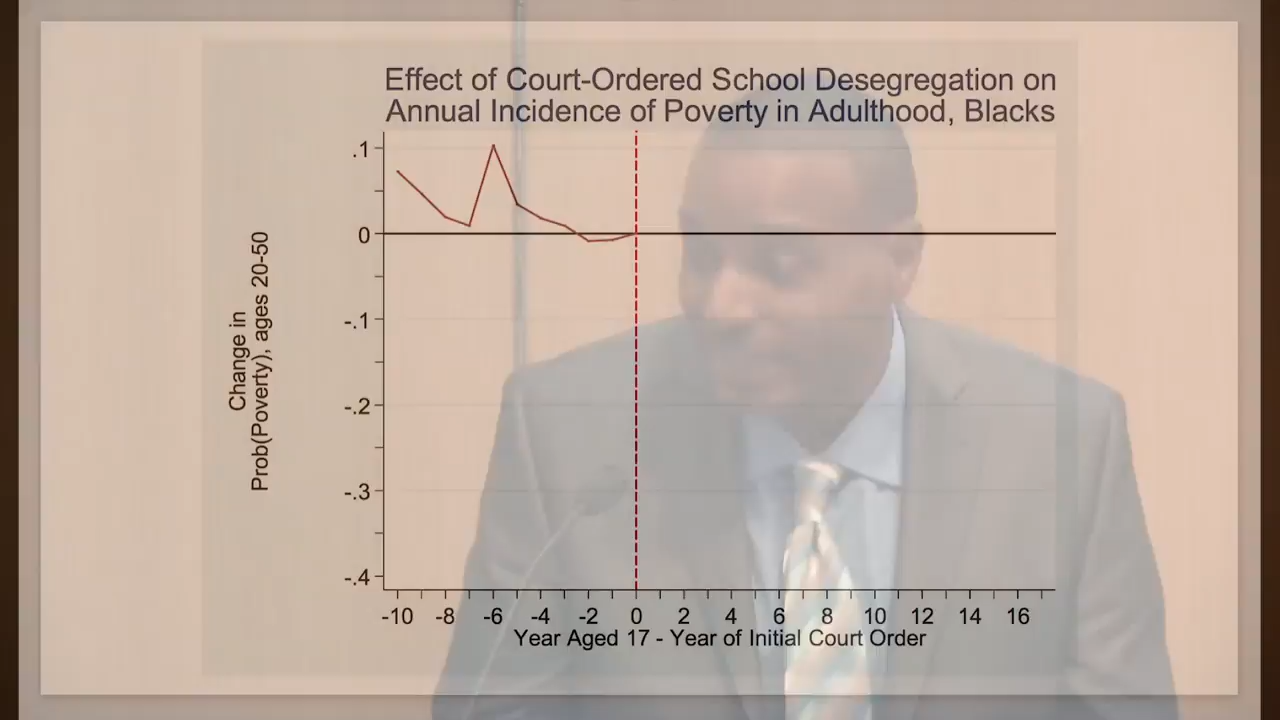 Effect of Court-Ordered School Desegregation on
Annual Incidence of Poverty in Adulthood, Blacks
Change in
Prob(Poverty), ages 20-50
.1
0
-.1
-.2
-.3
-.4
-10 -8 -6 -4 -2 0 2 4 6 8 10 12 14 16
Year Aged 17 - Year of Initial Court Order